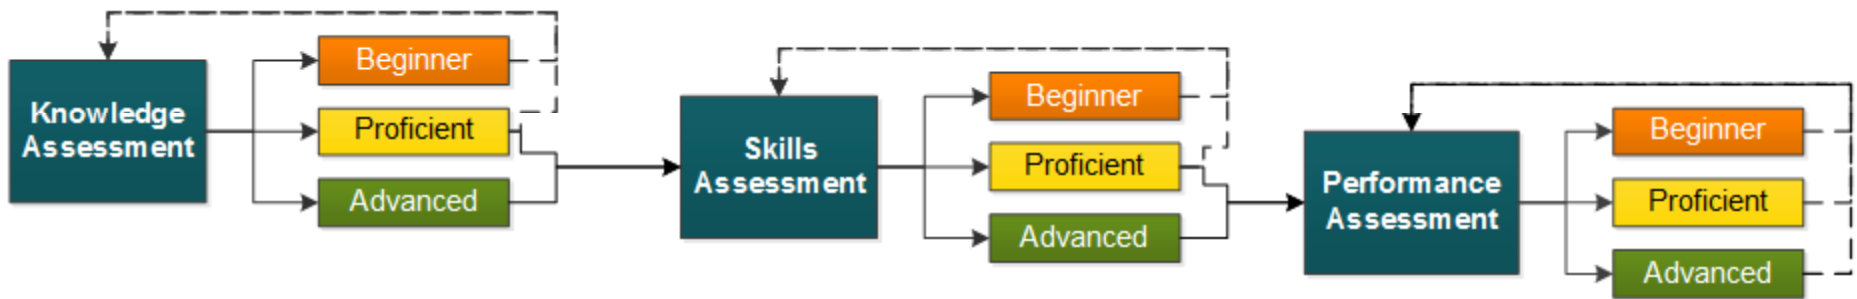 Knowledge
Assessment
Beginner
Proficient
Advanced
Skills
Assessment
Beginner
Proficient
Advanced
Performance
Assessment
Beginner
Proficient
Advanced